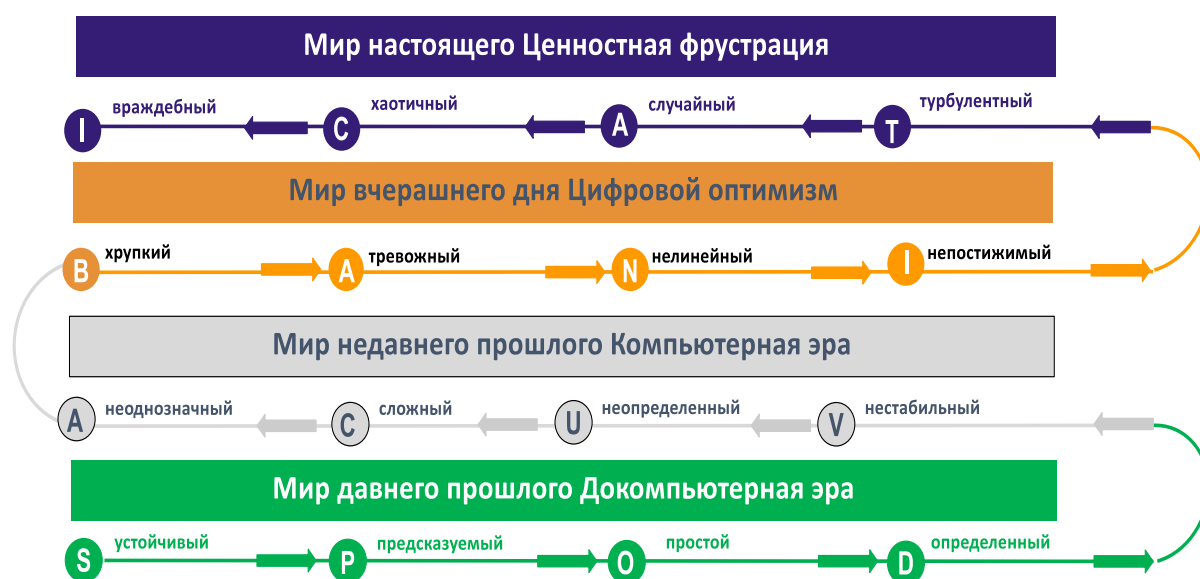 Мир настоящего Ценностная фрустрация
враждебный хаотичный случайный турбулентный
I C A T
Мир вчерашнего дня Цифровой оптимизм
хрупкий тревожный нелинейный непостижимый
B A N I
Мир недавнего прошлого Компьютерная эра
неоднозначный сложный неопределенный нестабильный
A C U V
Мир давнего прошлого Докомпьютерная эра
устойчивый предсказуемый простой определенный
S P O D